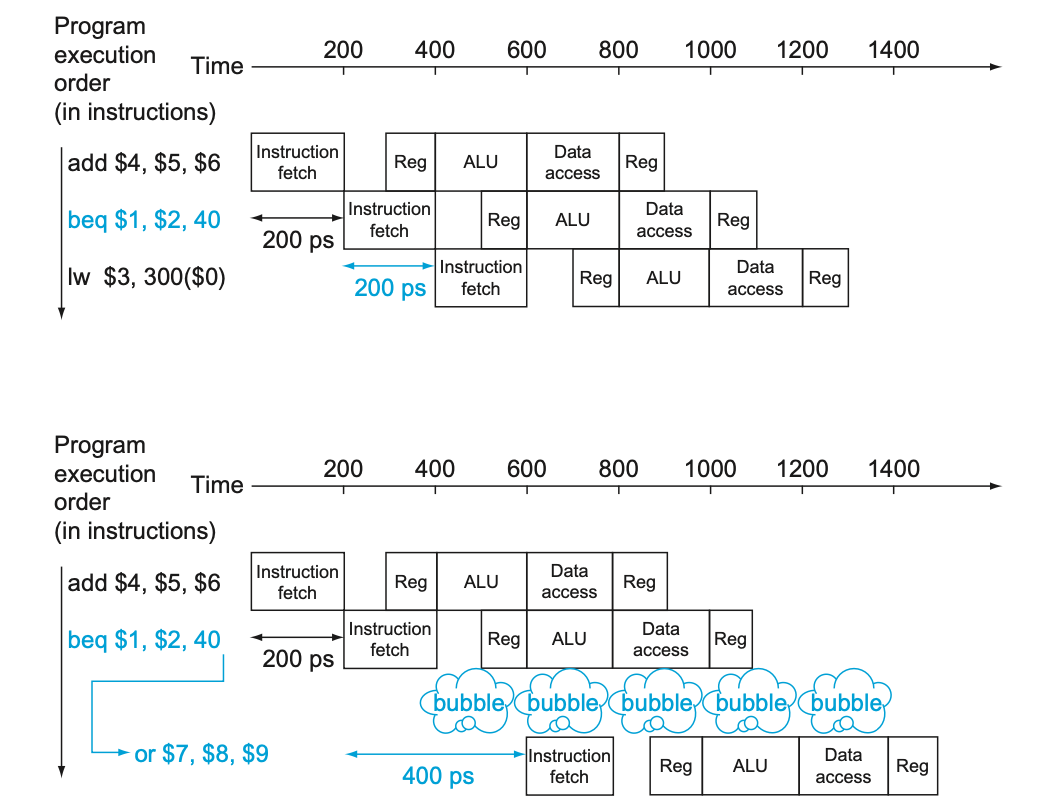 Program
execution
order
(in instructions)
Time
200 400 600 800 1000 1200 1400
add $4, $5, $6
Instruction
fetch
Reg
ALU
Data
access
Reg
beq $1, $2, 40
200 ps
Instruction
fetch
Reg
ALU
Data
access
Reg
lw $3, 300($0)
200 ps
Instruction
fetch
Reg
ALU
Data
access
Reg
Program
execution
order
(in instructions)
Time
200 400 600 800 1000 1200 1400
add $4, $5, $6
Instruction
fetch
Reg
ALU
Data
access
Reg
beq $1, $2, 40
200 ps
Instruction
fetch
Reg
ALU
Data
access
Reg
bubble bubble bubble bubble bubble
or $7, $8, $9
400 ps
Instruction
fetch
Reg
ALU
Data
access
Reg